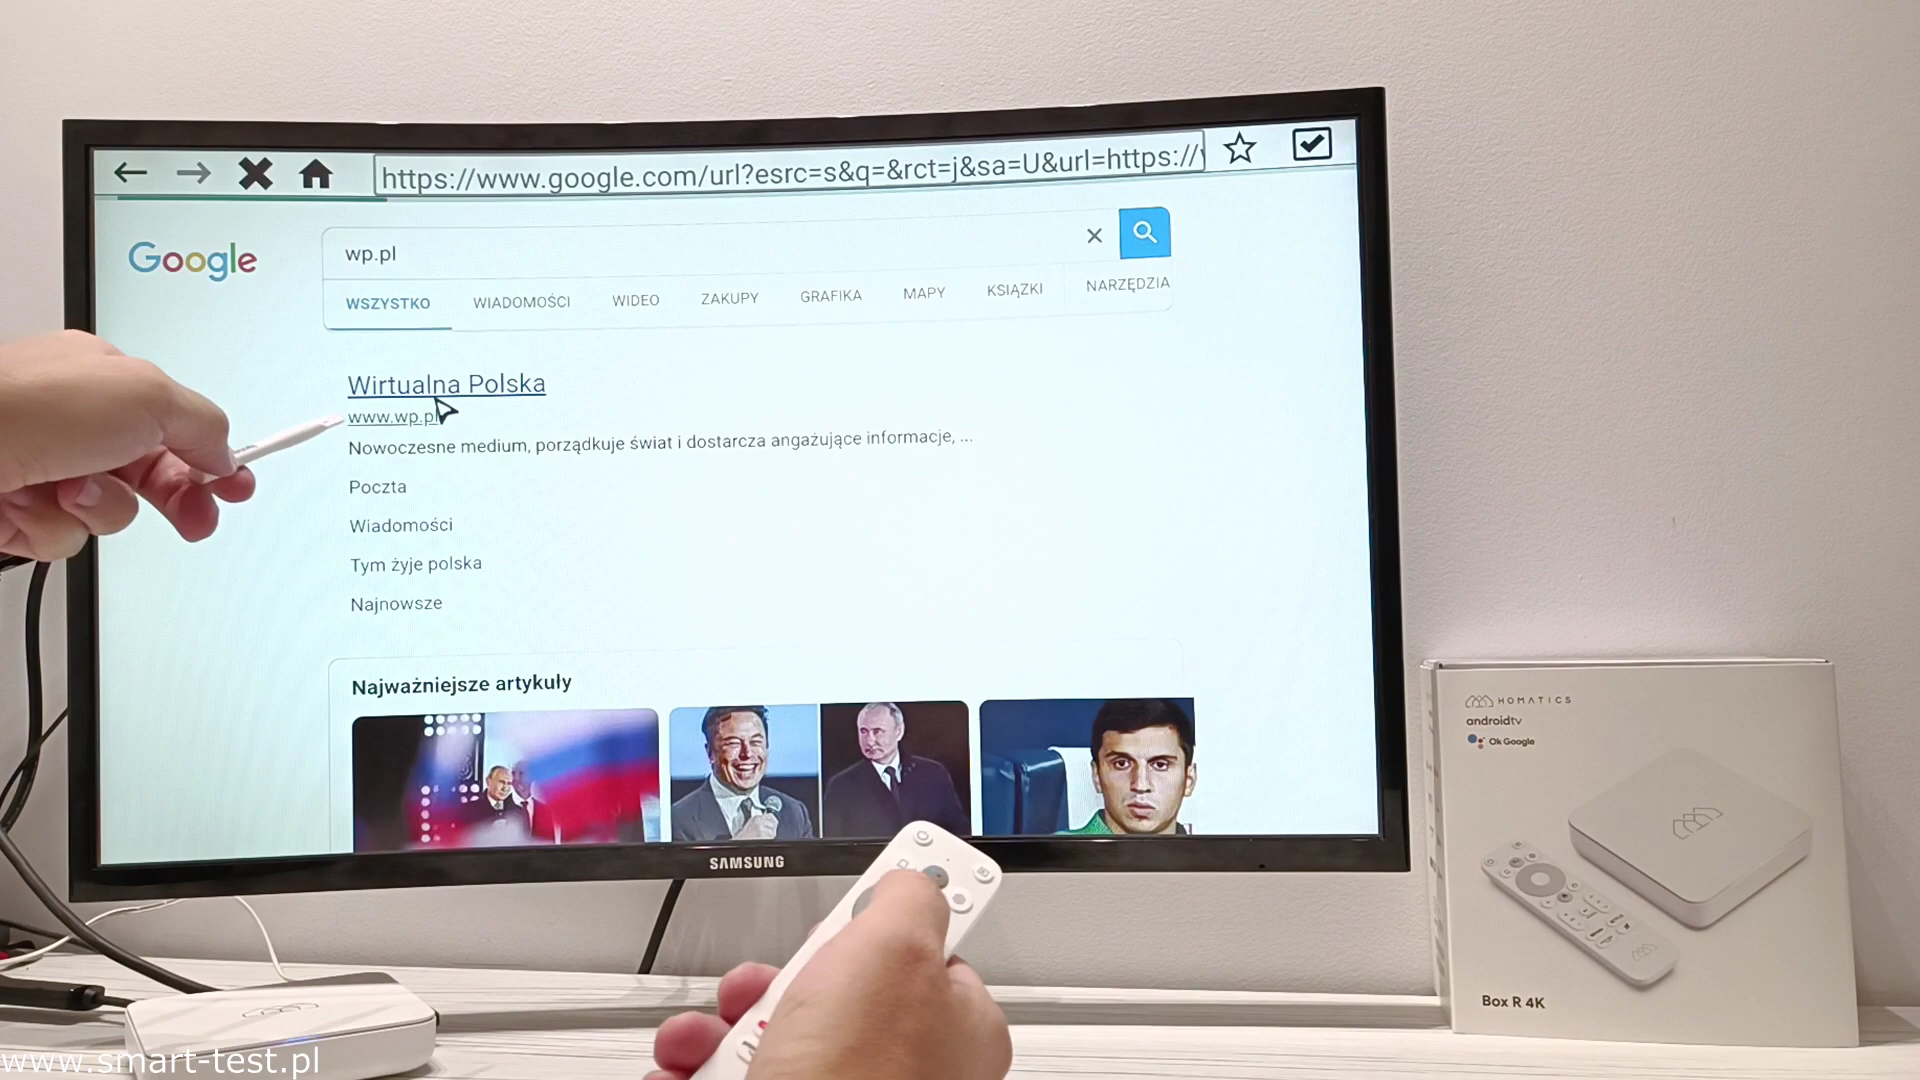 https://www.google.com/url?esrc=s&q=&rct=j&sa=U&url=https://
Google
wp.pl
WSZYSTKO WIADOMOŚCI WIDEO ZAKUPY GRAFIKA MAPY KSIĄŻKI NARZĘDZIA
Wirtualna Polska
www.wp.pl
Nowoczesne medium, porządkuje świat i dostarcza angażujące informacje, ...
Poczta
Wiadomości
Tym żyje polska
Najnowsze
Najważniejsze artykuły
SAMSUNG
HOMATICS
androidtv
Ok Google
Box R 4K
www.smart-test.pl